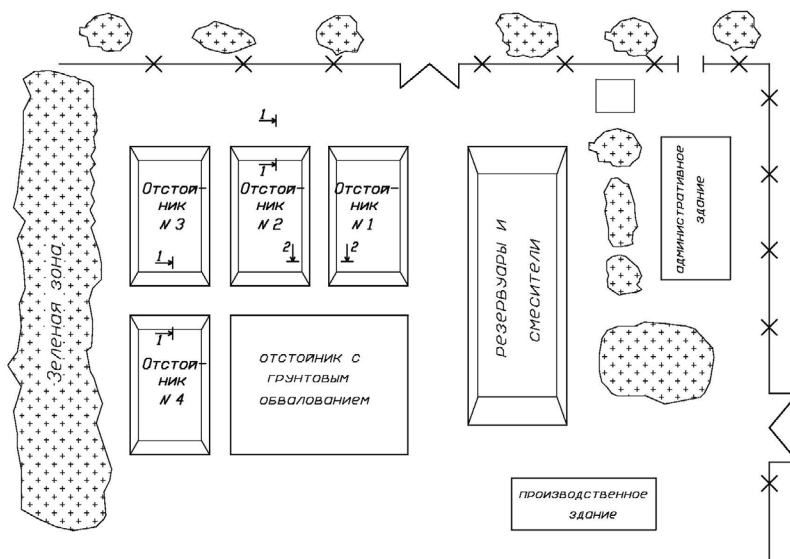 1
1
Отстой-
ник
N 3
Отстой-
ник
N 2
Отстой-
ник
N 1
1
2
2
1
Отстой-
ник
N 4
ОТСТОЙНИК С
ГРУНТОВЫМ
ОБВАЛОВАНИЕМ
Зеленая зона
РЕЗЕРВУАРЫ И
СМЕСИТЕЛИ
административное
здание
ПРОИЗВОДСТВЕННОЕ
ЗДАНИЕ